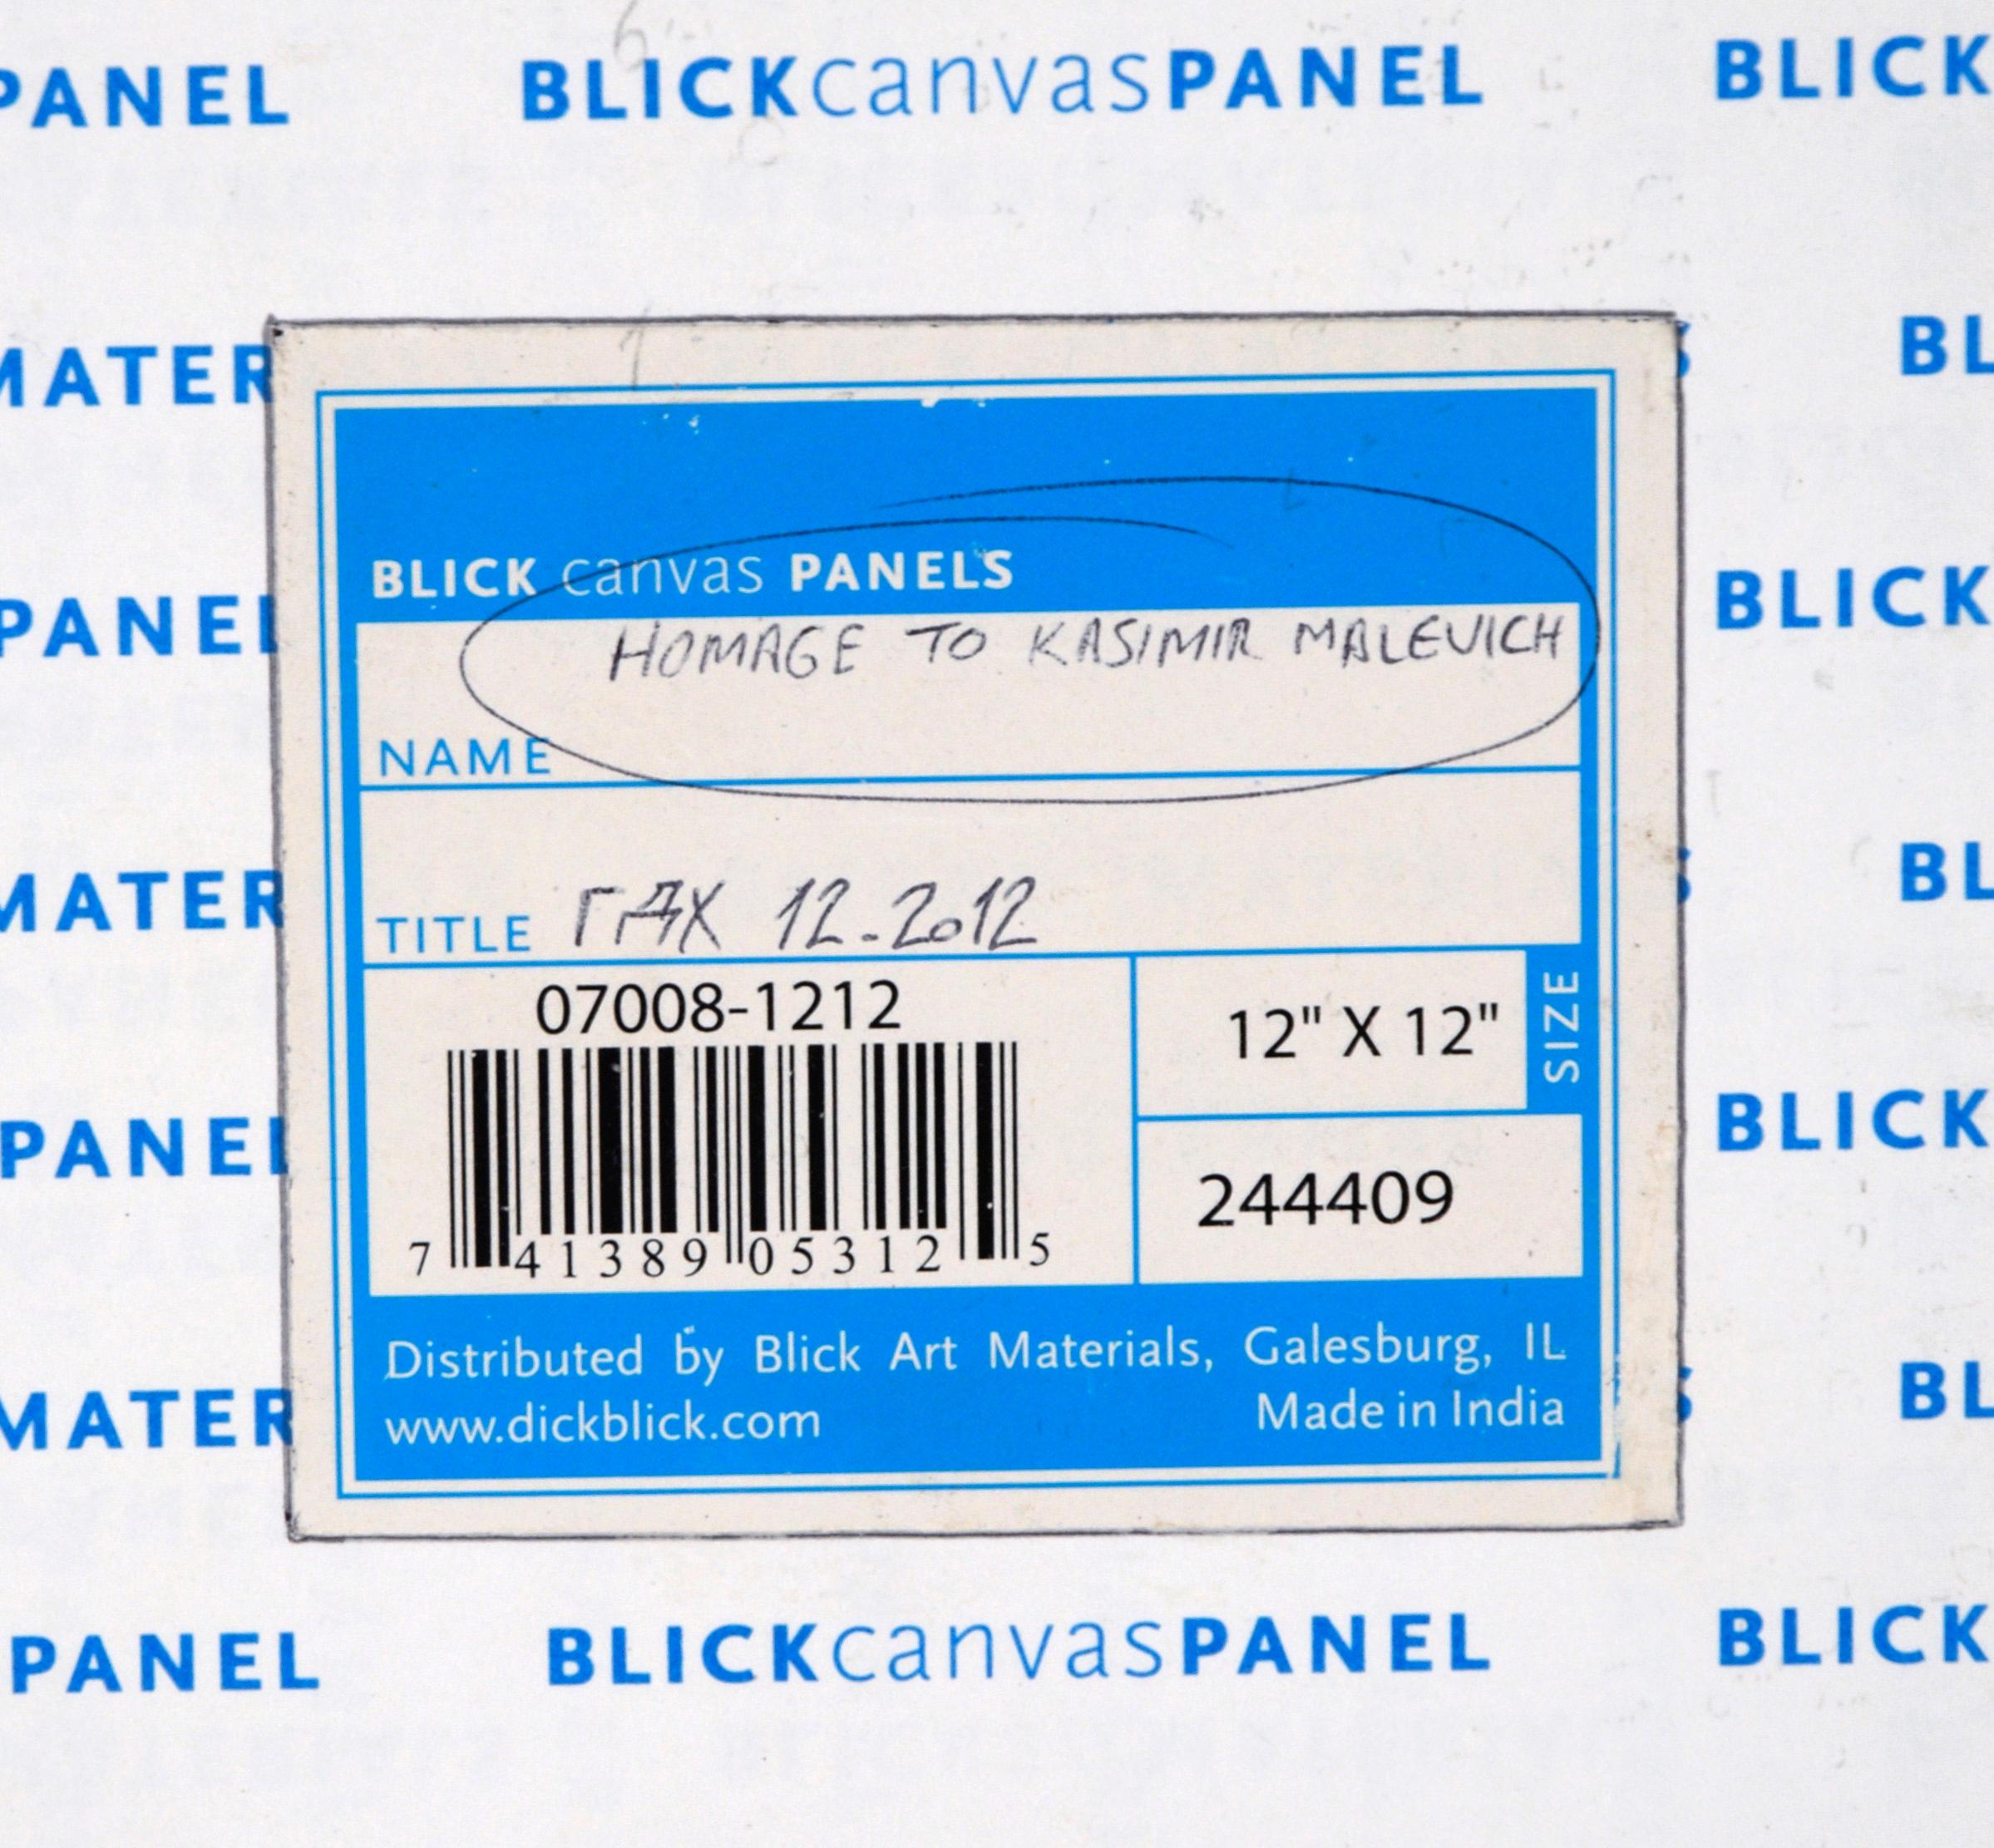 PANEL BLICKcanvasPANEL BLICK
MATER BL
BLICK canvas PANELS
PANEL BLICK
HOMAGE TO KASIMIR MALEVICH
NAME
MATER BL
TITLE 12.2012
07008-1212
12" X 12"
SIZE
PANEL BLICK
244409
7 41389 05312 5
Distributed by Blick Art Materials, Galesburg, IL
www.dickblick.com Made in India
MATER BL
PANEL BLICKcanvasPANEL BLICK